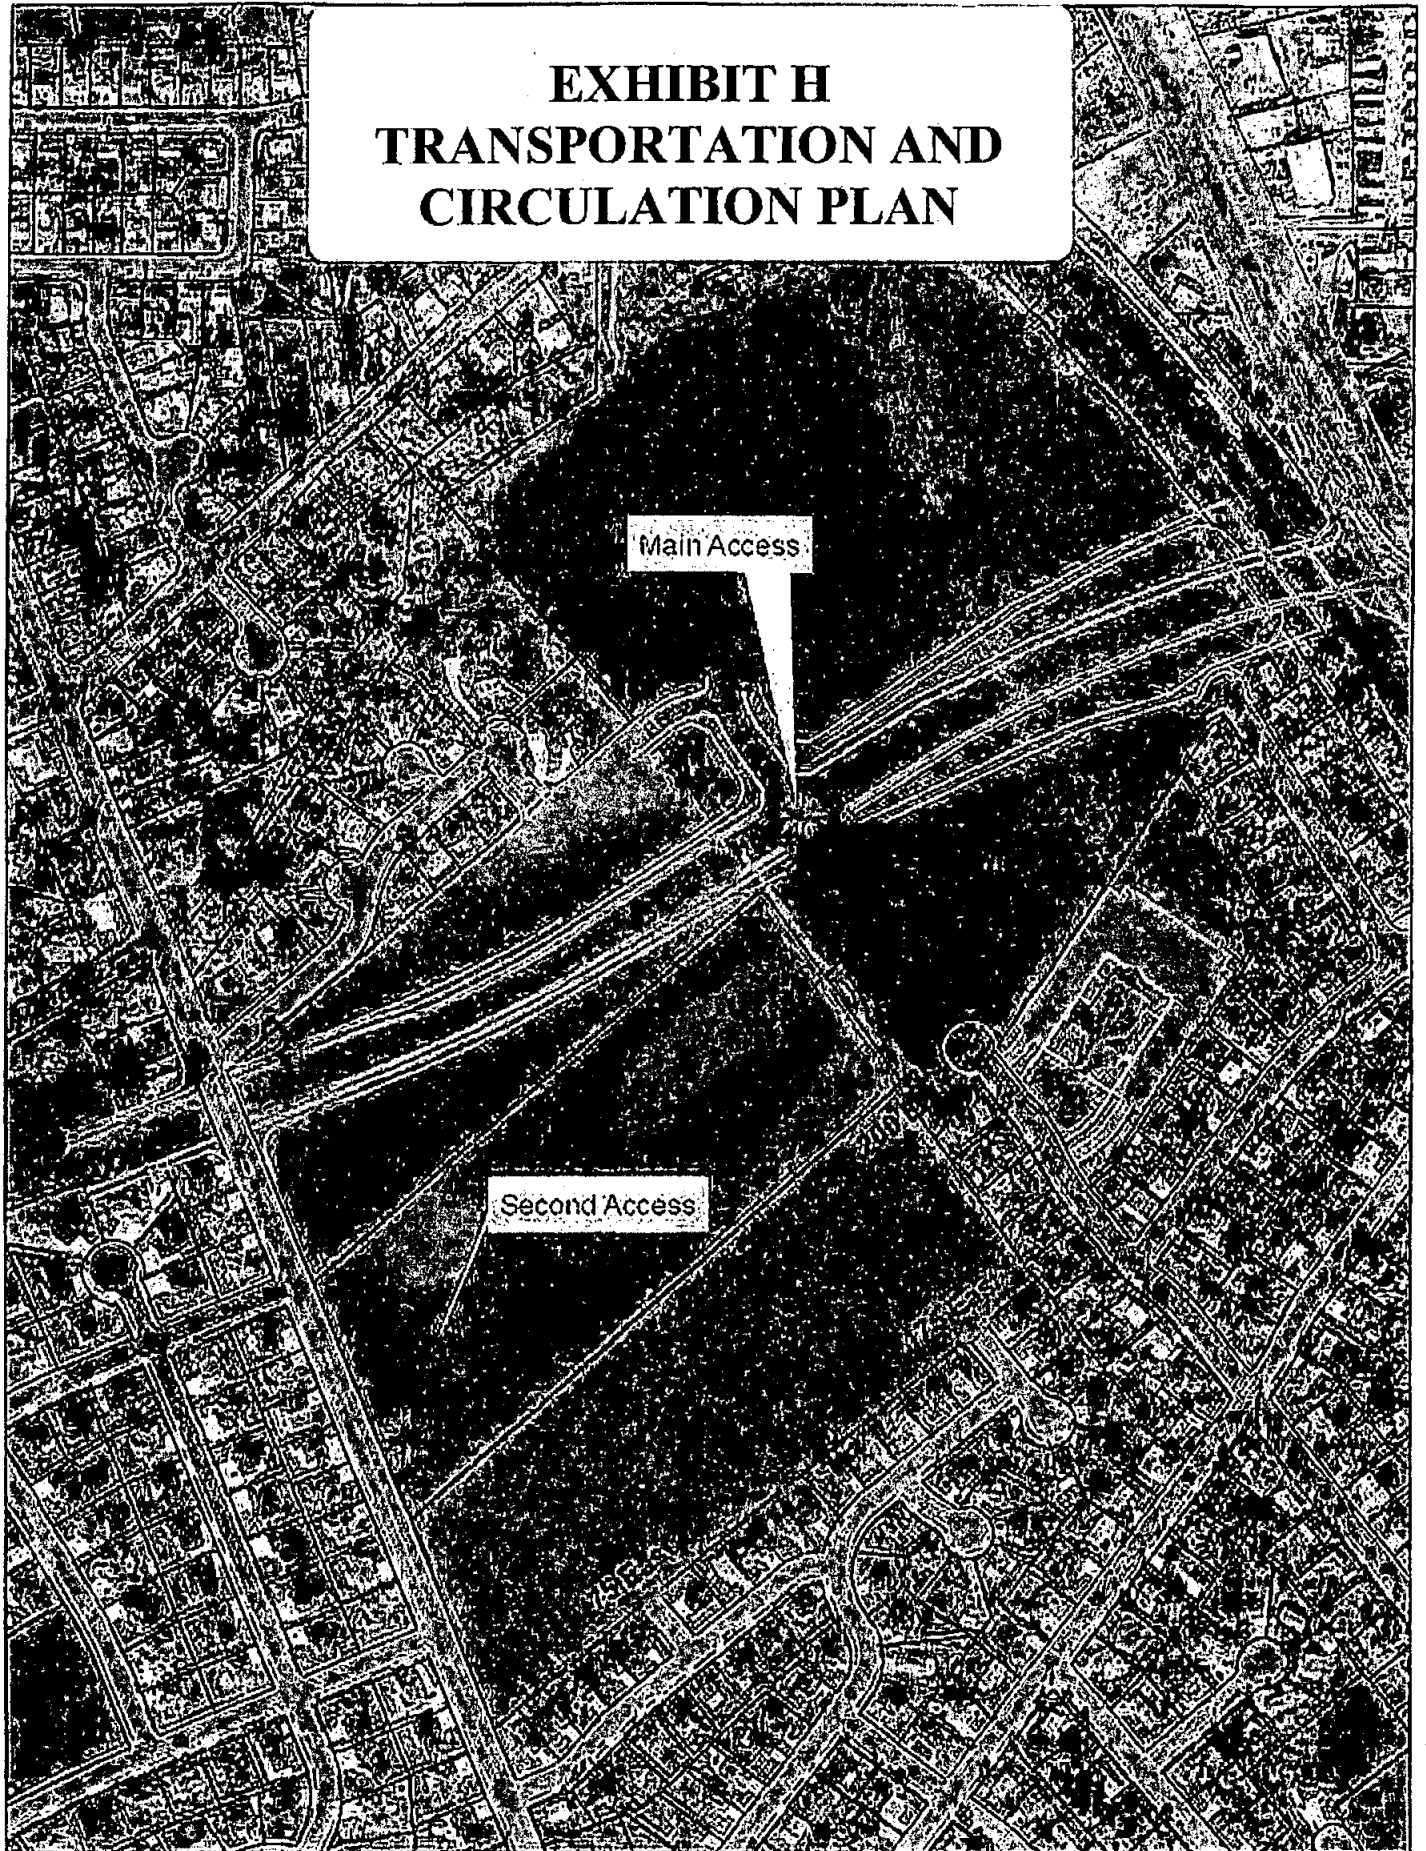 EXHIBIT H
TRANSPORTATION AND
CIRCULATION PLAN
Main Access
Second Access